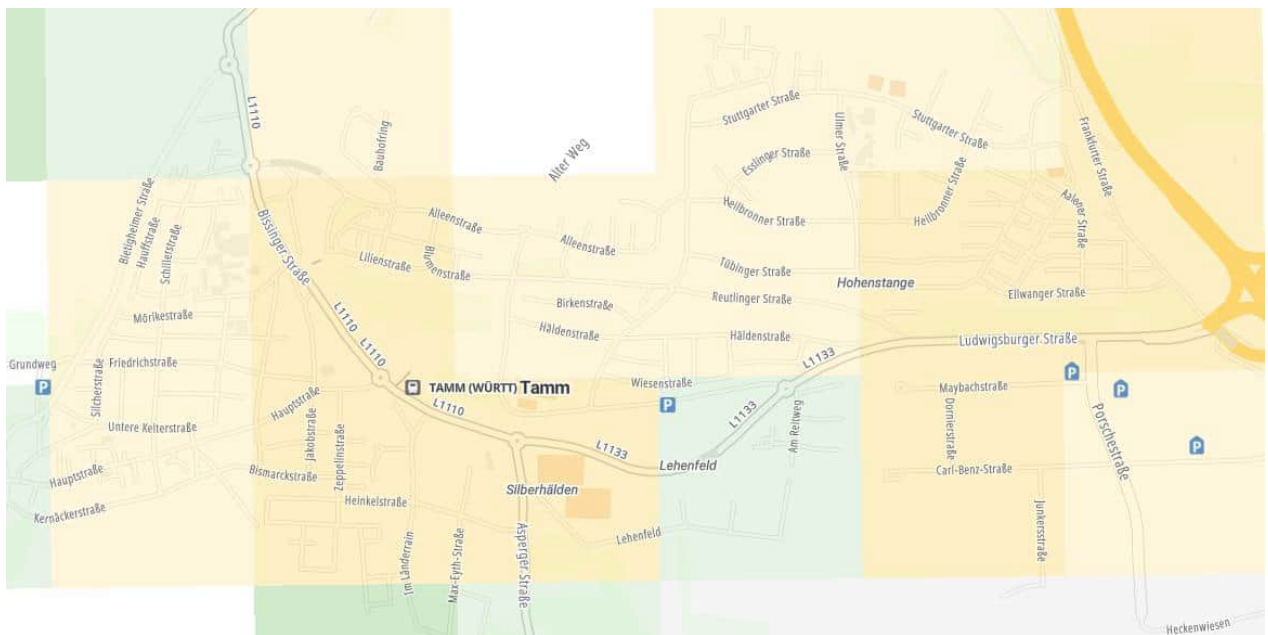 L1110
Stuttgarter Straße
Ulmer Straße
Stuttgarter Straße
Frankfurter Straße
Bauhofring
Alter Weg
Esslinger Straße
Bietigheimer Straße
Hauffstraße
Schillerstraße
Bissinger Straße
Alleenstraße
Alleenstraße
Heilbronner Straße
Heilbronner Straße
Aalener Straße
Lilienstraße
Blumenstraße
Tübinger Straße
Hohenstange
Birkenstraße
Reutlinger Straße
Ellwanger Straße
Mörikestraße
L1110
Häldenstraße
Häldenstraße
Ludwigsburger Straße
Grundweg
Friedrichstraße
L1110
L1133
P
TAMM (WÜRTT) Tamm
Wiesenstraße
Maybachstraße
P
P
Silcherstraße
Hauptstraße
L1110
P
L1133
Am Reitweg
Dornierstraße
Porschestraße
Untere Kelterstraße
Jakobstraße
Zeppelinstraße
L1133
P
Hauptstraße
Bismarckstraße
Lehenfeld
Carl-Benz-Straße
Silberhälden
Kernäckerstraße
Heinkelstraße
Asperger Straße
Lehenfeld
Junkersstraße
Im Länderrain
Max-Eyth-Straße
Heckenwiesen